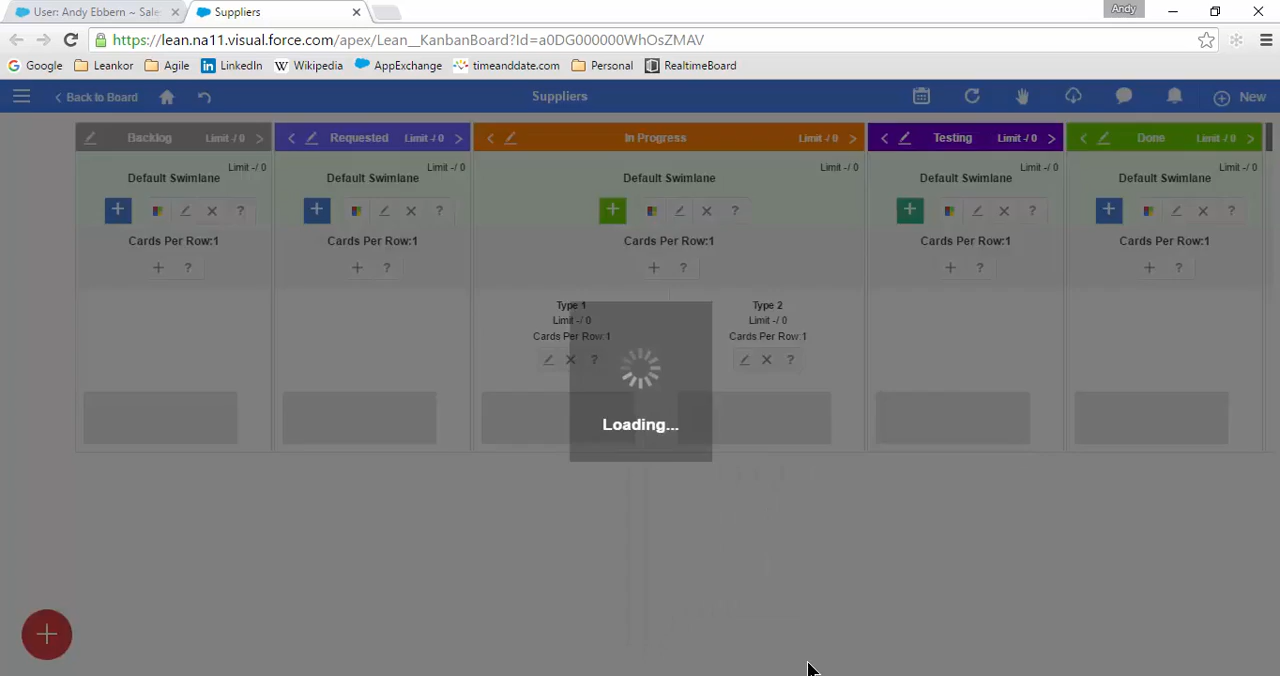 User: Andy Ebbern ~ Sale
Suppliers
Andy
https://lean.na11.visual.force.com/apex/Lean__KanbanBoard?Id=a0DG000000WhOsZMAV
Google Leankor Agile LinkedIn Wikipedia AppExchange timeanddate.com Personal RealtimeBoard
Back to Board Suppliers New
Backlog Limit -/ 0 Requested Limit -/ 0 In Progress Limit -/ 0 Testing Limit -/ 0 Done Limit -/ 0
Limit -/ 0 Limit -/ 0 Limit -/ 0 Limit -/ 0 Limit -/ 0
Default Swimlane Default Swimlane Default Swimlane Default Swimlane Default Swimlane
+ ? + ? + ? + ? + ?
Cards Per Row:1 Cards Per Row:1 Cards Per Row:1 Cards Per Row:1 Cards Per Row:1
+ ? + ? + ? + ? + ?
Type 1 Type 2
Limit -/ 0 Limit -/ 0
Cards Per Row:1 Cards Per Row:1
? ?
Loading...